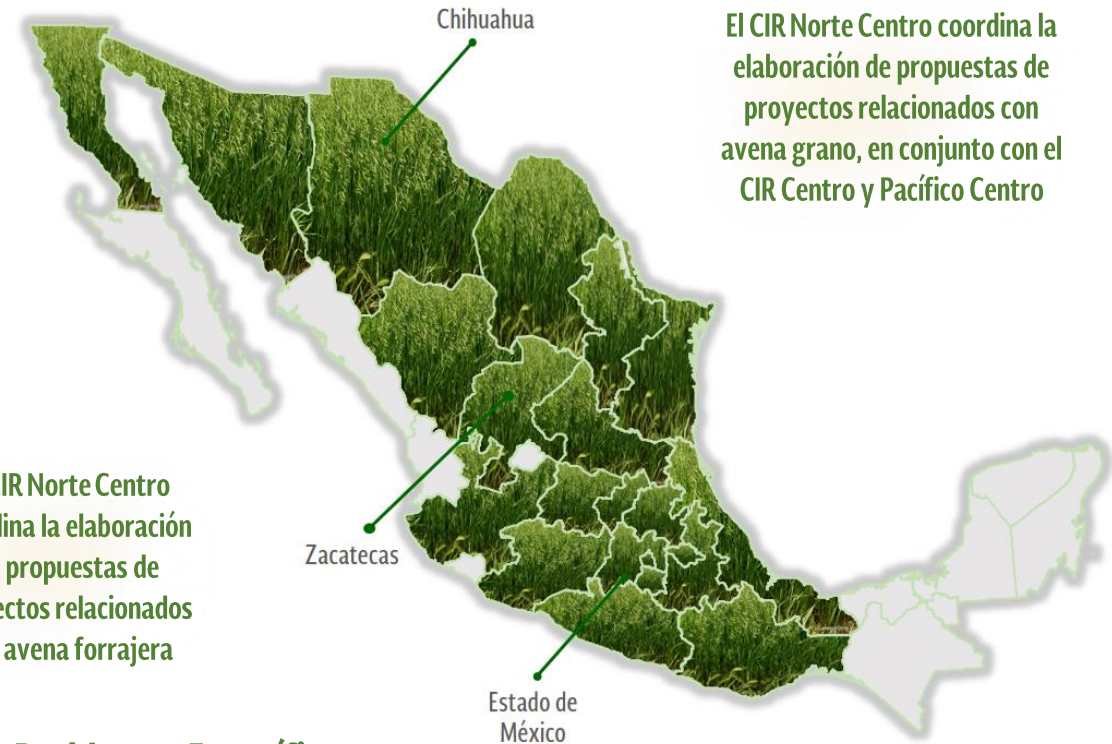 Chihuahua
El CIR Norte Centro coordina la
elaboración de propuestas de
proyectos relacionados con
avena grano, en conjunto con el
CIR Centro y Pacífico Centro
IR Norte Centro
dina la elaboración
propuestas de
ectos relacionados
avena forrajera
Zacatecas
Estado de
México